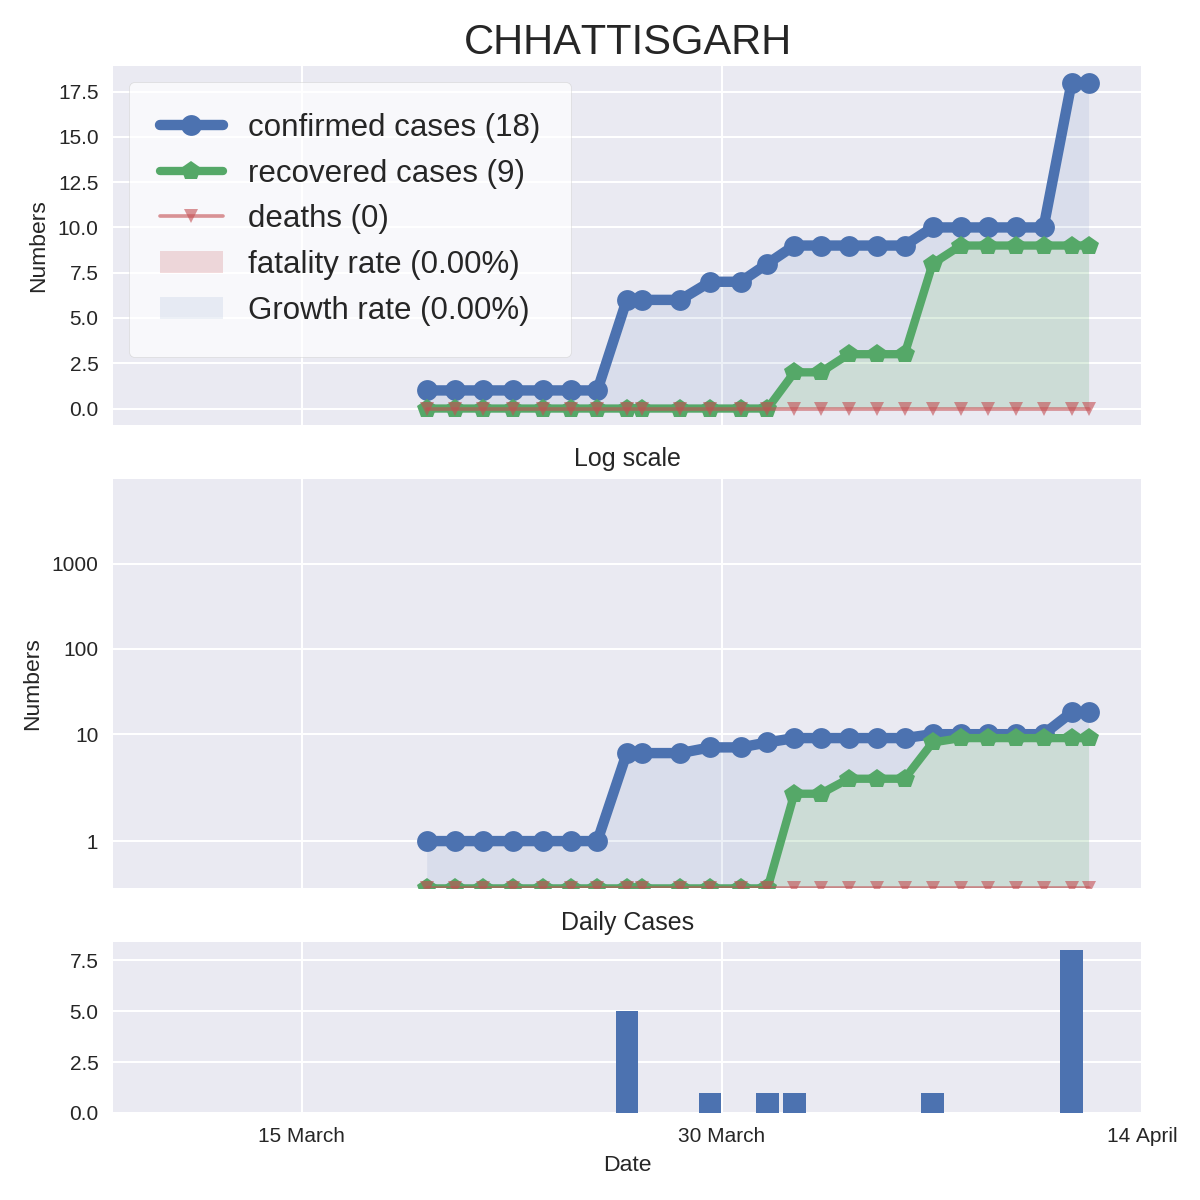 CHHATTISGARH
17.5
15.0
12.5
10.0
7.5
5.0
2.5
0.0
Numbers
confirmed cases (18)
recovered cases (9)
deaths (0)
fatality rate (0.00%)
Growth rate (0.00%)
Log scale
1000
100
10
1
Numbers
Daily Cases
7.5
5.0
2.5
0.0
15 March
30 March
14 April
Date